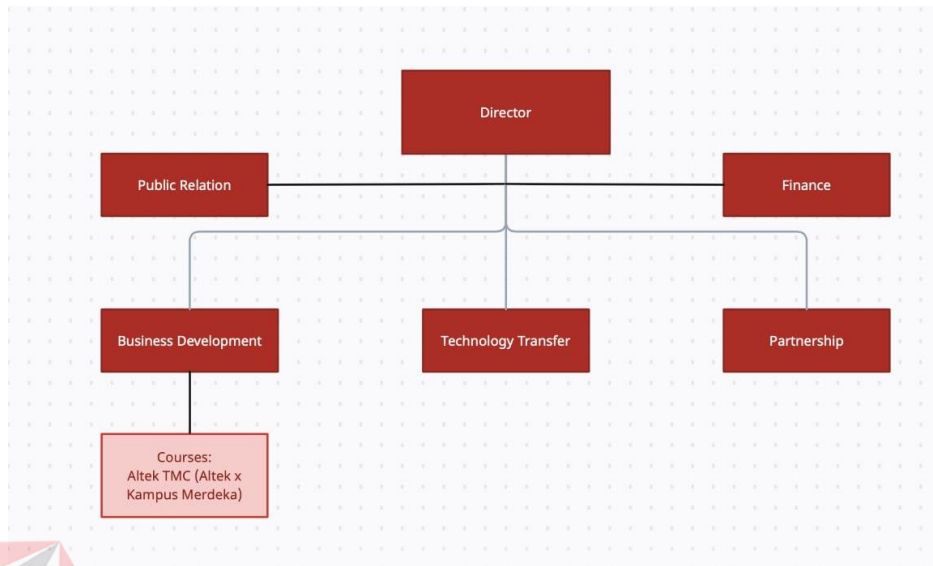 Director
Public Relation
Finance
Business Development
Technology Transfer
Partnership
Courses:
Altek TMC (Altek x
Kampus Merdeka)